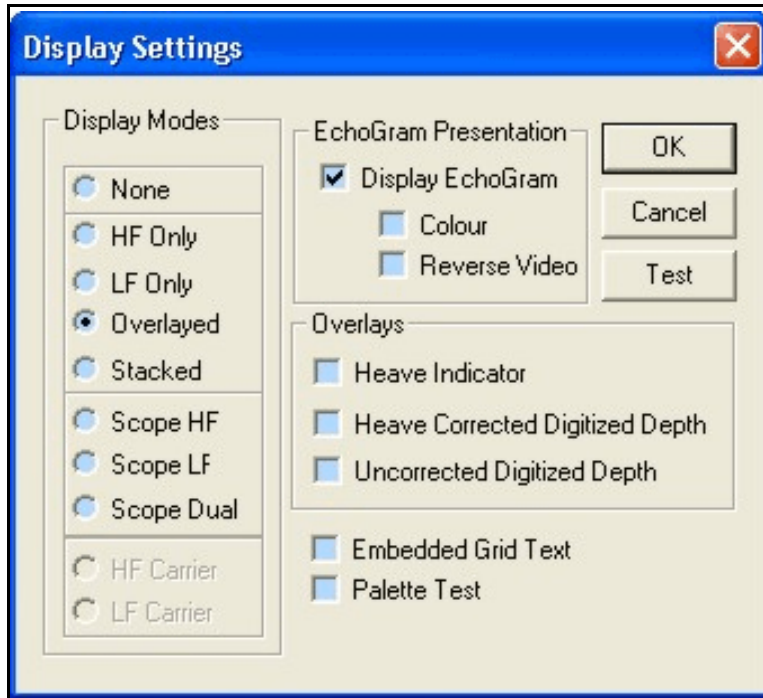 Display Settings
Display Modes
None
HF Only
LF Only
Overlayed
Stacked
Scope HF
Scope LF
Scope Dual
HF Carrier
LF Carrier
EchoGram Presentation
Display EchoGram
Colour
Reverse Video
OK
Cancel
Test
Overlays
Heave Indicator
Heave Corrected Digitized Depth
Uncorrected Digitized Depth
Embedded Grid Text
Palette Test